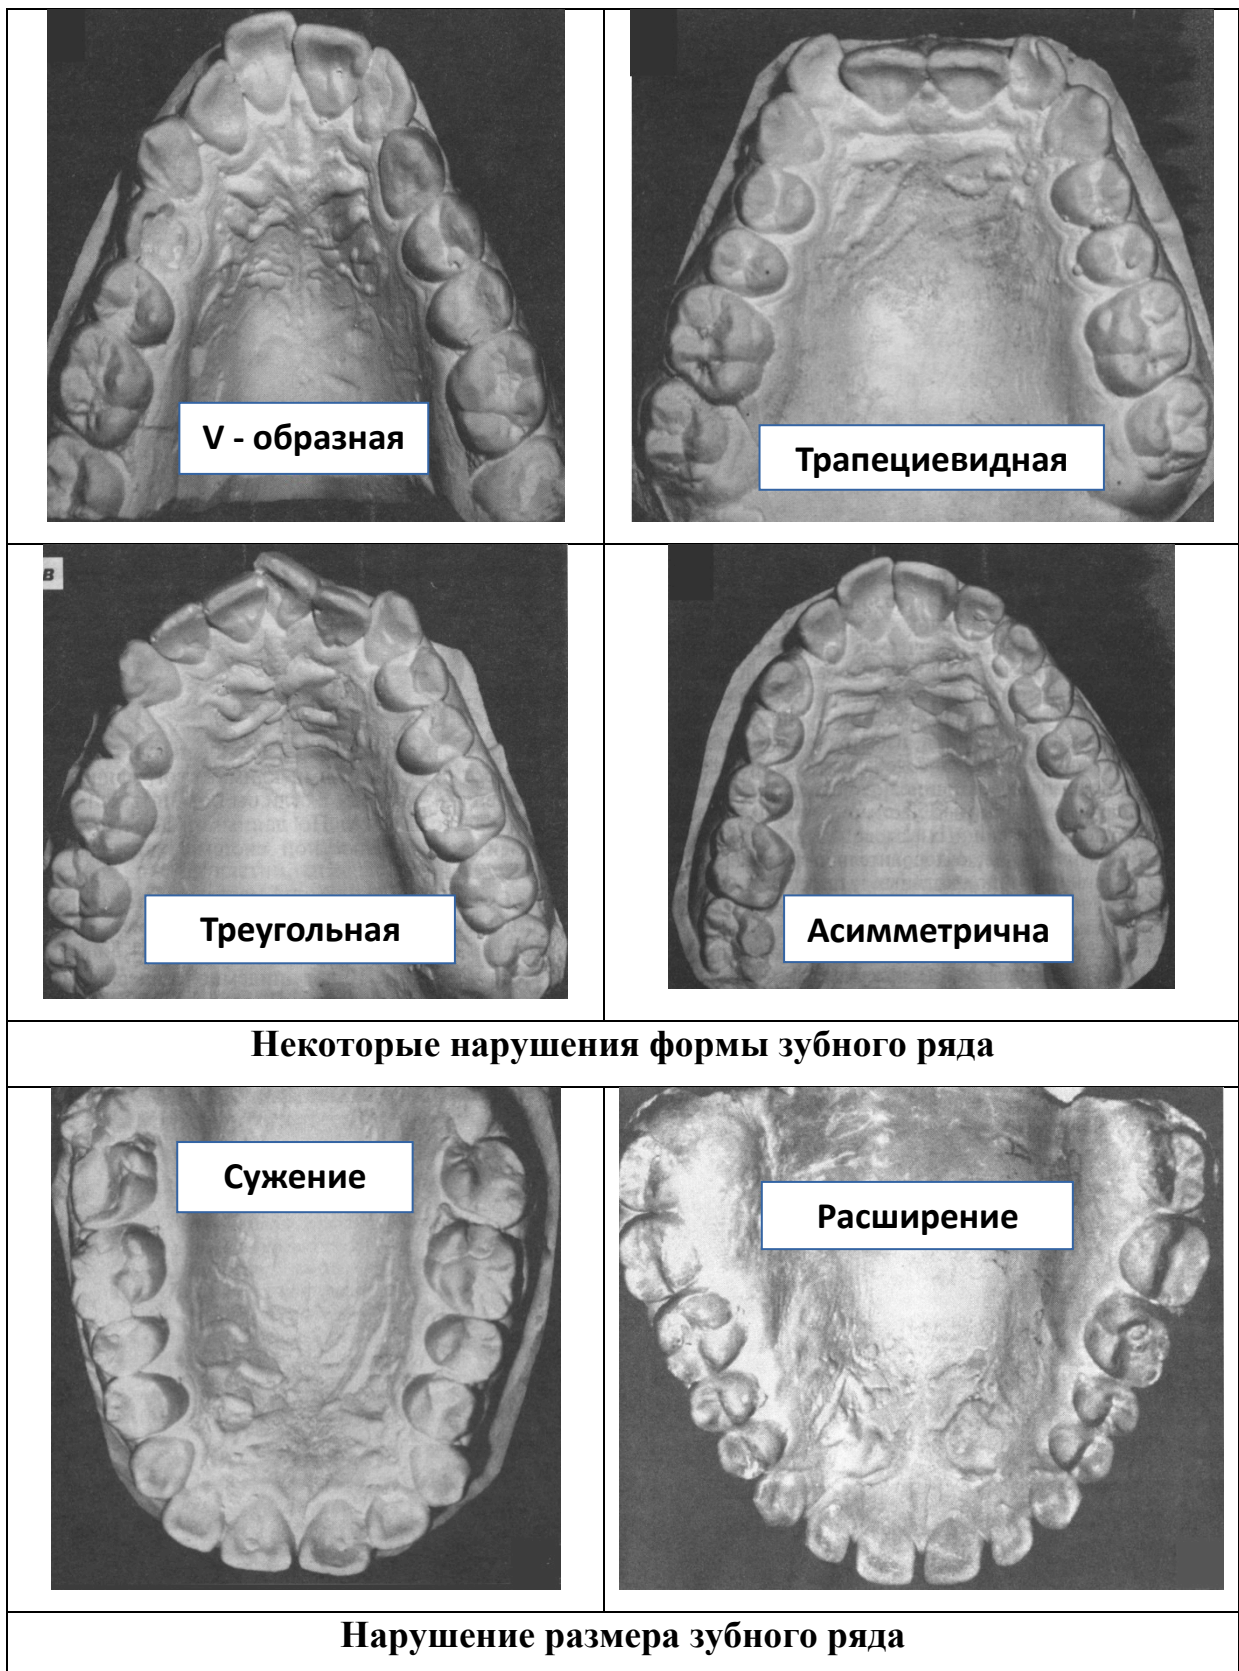 V - образная
Трапециевидная
в
Треугольная
Асимметрична
Некоторые нарушения формы зубного ряда
Сужение
Расширение
Нарушение размера зубного ряда